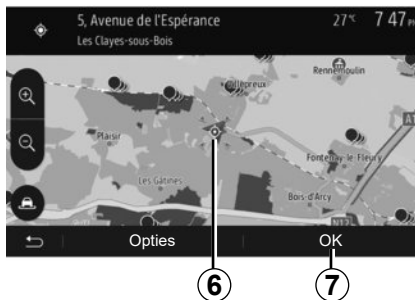 5, Avenue de l'Espérance
27°C 7 47
Les Clayes-sous-Bois
Rennemoulin
Plaisir
Fontenay-le-Fleury
Les Gâtines
Bois-d'Arcy
N12
Opties
OK
6
7